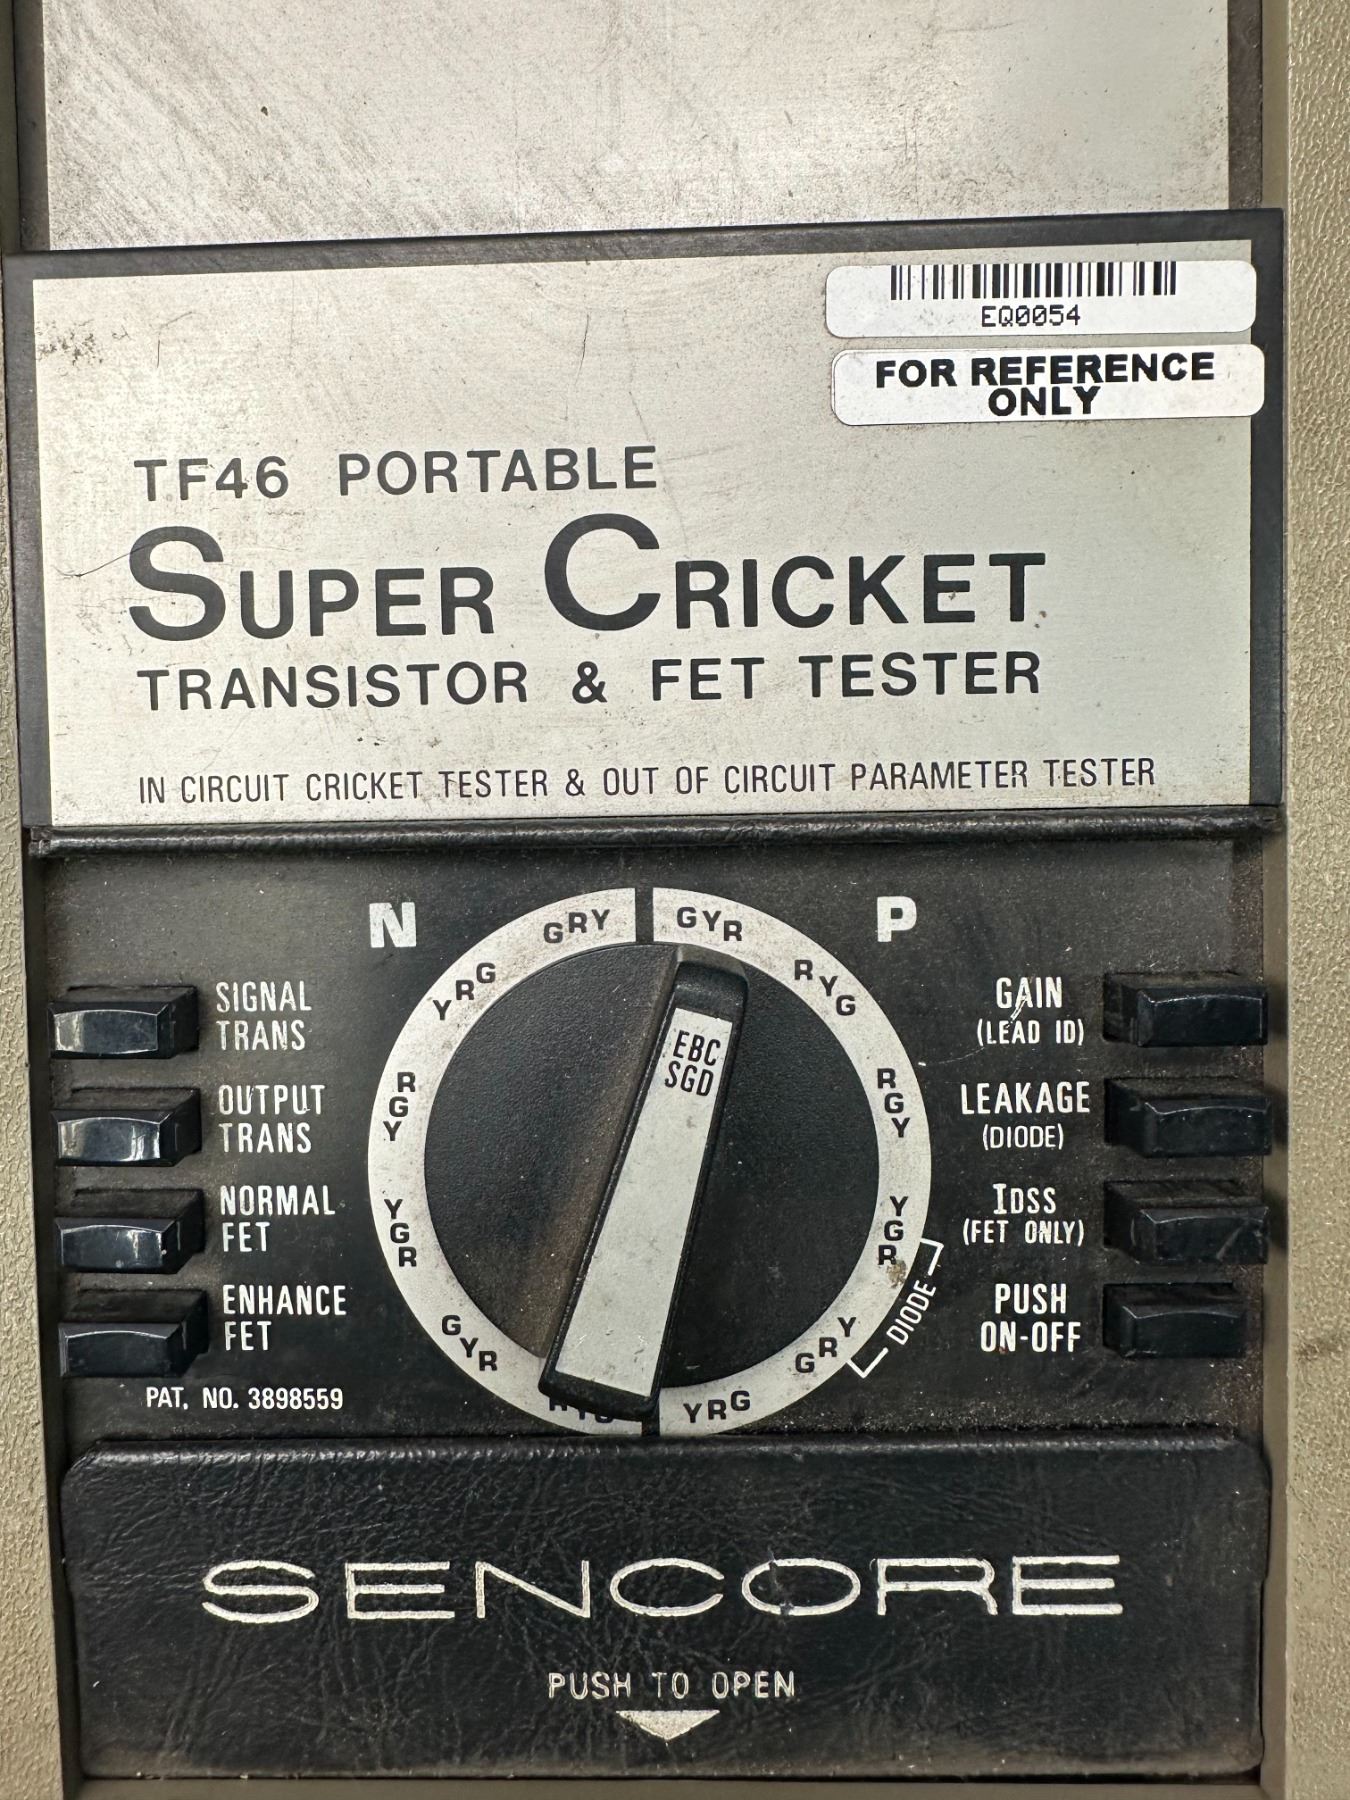 EQ0054
FOR REFERENCE
ONLY
TF46 PORTABLE
SUPER CRICKET
TRANSISTOR & FET TESTER
IN CIRCUIT CRICKET TESTER & OUT OF CIRCUIT PARAMETER TESTER
N
P
GRY
GYR
YRG
RYG
RGY
RGY
YGR
YGR
GYR
GRY
YRG
DIODE
EBC
SGD
SIGNAL
TRANS
OUTPUT
TRANS
NORMAL
FET
ENHANCE
FET
PAT. NO. 3898559
GAIN
(LEAD ID)
LEAKAGE
(DIODE)
IDSS
(FET ONLY)
PUSH
ON-OFF
SENCORE
PUSH TO OPEN